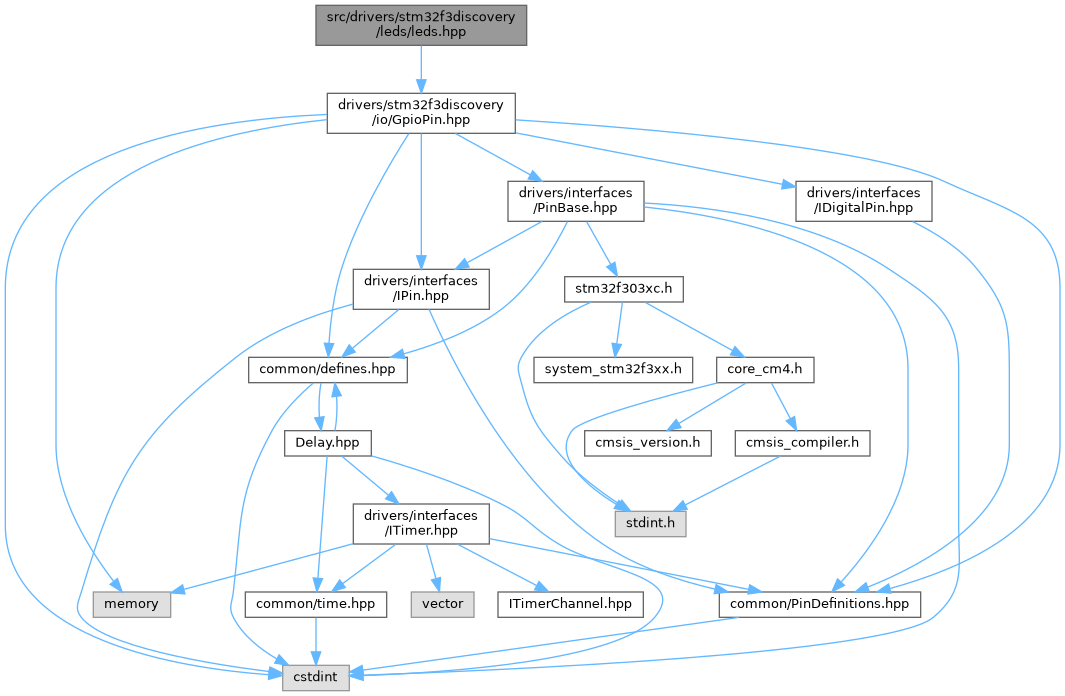 src/drivers/stm32f3discovery
/leds/leds.hpp
drivers/stm32f3discovery
/io/GpioPin.hpp
drivers/interfaces
/PinBase.hpp
drivers/interfaces
/IDigitalPin.hpp
drivers/interfaces
/IPin.hpp
stm32f303xc.h
common/defines.hpp
system_stm32f3xx.h
core_cm4.h
Delay.hpp
cmsis_version.h
cmsis_compiler.h
drivers/interfaces
/ITimer.hpp
stdint.h
memory
common/time.hpp
vector
ITimerChannel.hpp
common/PinDefinitions.hpp
cstdint